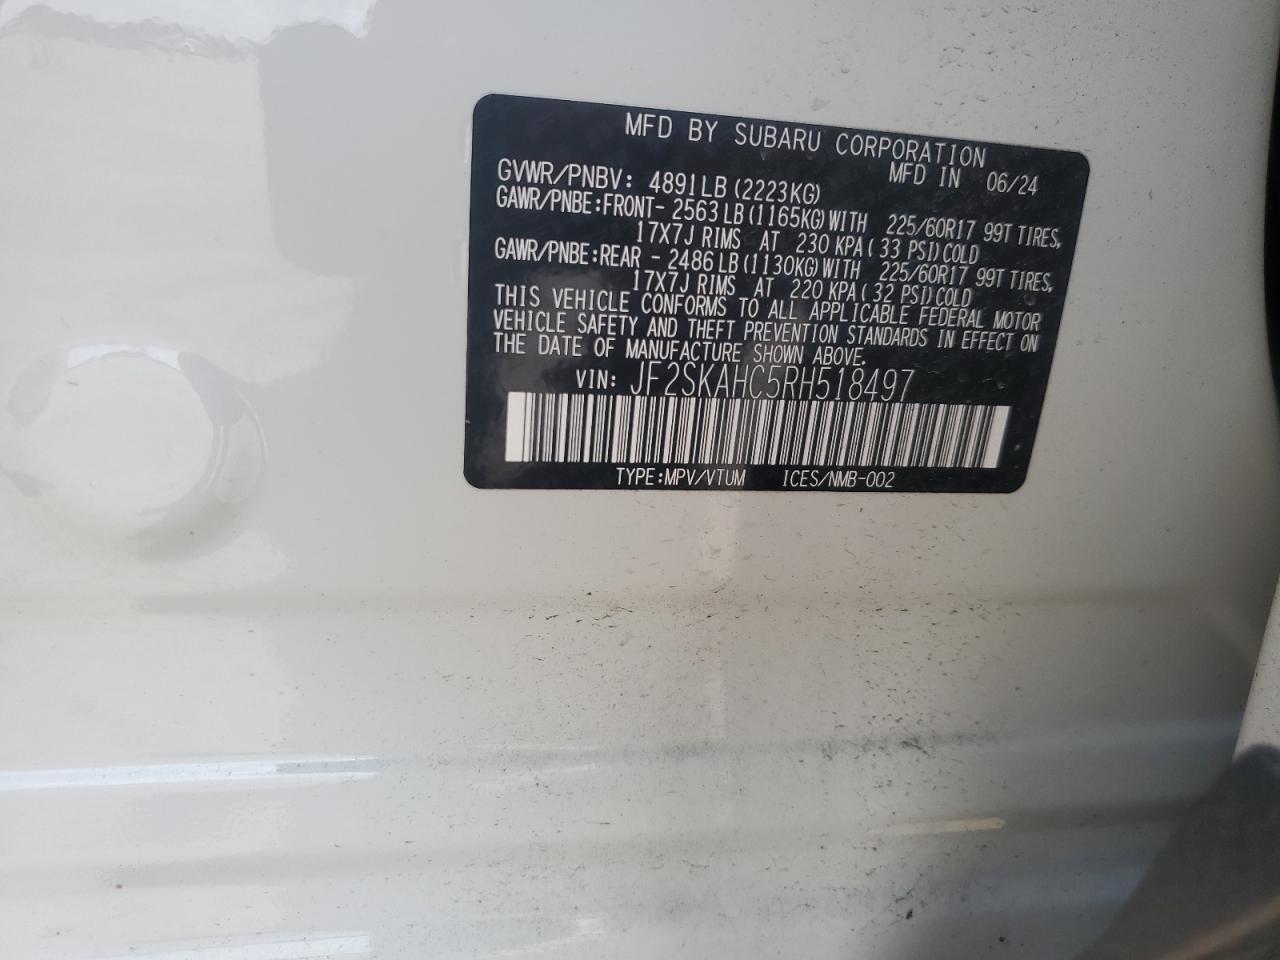 MFD BY SUBARU CORPORATION
MFD IN 06/24
GVWR/PNBV: 4891LB (2223KG)
GAWR/PNBE:FRONT- 2563LB (1165KG) WITH 225/60R17 99T TIRES,
17X7J RIMS AT 230 KPA( 33 PSI)COLD
GAWR/PNBE:REAR - 2486LB (1130KG) WITH 225/60R17 99T TIRES,
17X7J RIMS AT 220 KPA( 32 PSI)COLD
THIS VEHICLE CONFORMS TO ALL APPLICABLE FEDERAL MOTOR
VEHICLE SAFETY AND THEFT PREVENTION STANDARDS IN EFFECT ON
THE DATE OF MANUFACTURE SHOWN ABOVE.
VIN: JF2SKAHC5RH518497
TYPE:MPV/VTUM ICES/NMB-002